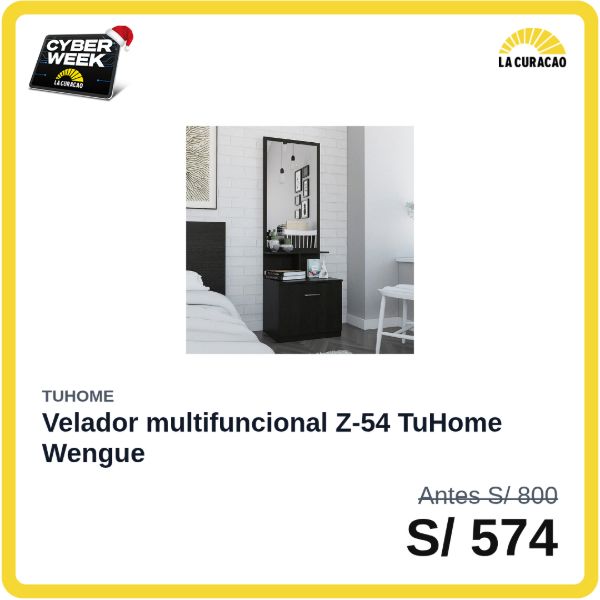 CYBER
WEEK
LA CURACAO
LA CURACAO
TUHOME
Velador multifuncional Z-54 TuHome
Wengue
Antes S/ 800
S/ 574